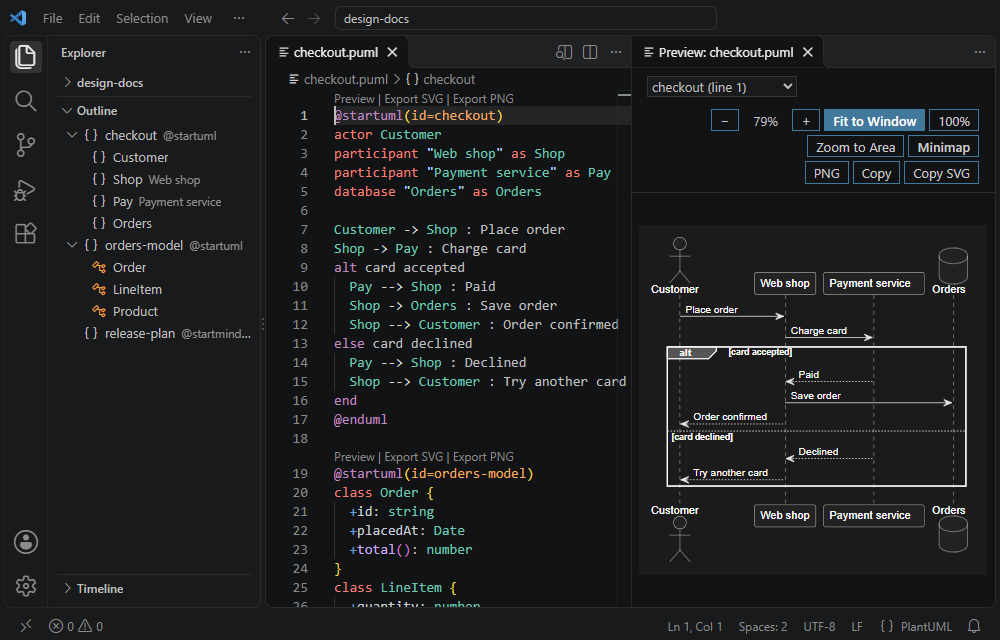 File Edit Selection View ···
design-docs
Explorer ···
design-docs
Outline
{ } checkout @startuml
{ } Customer
{ } Shop Web shop
{ } Pay Payment service
{ } Orders
{ } orders-model @startuml
Order
LineItem
Product
{ } release-plan @startmind...
Timeline
checkout.puml
checkout.puml > { } checkout
Preview | Export SVG | Export PNG
1 @startuml(id=checkout)
2 actor Customer
3 participant "Web shop" as Shop
4 participant "Payment service" as Pay
5 database "Orders" as Orders
6
7 Customer -> Shop : Place order
8 Shop -> Pay : Charge card
9 alt card accepted
10 Pay --> Shop : Paid
11 Shop -> Orders : Save order
12 Shop --> Customer : Order confirmed
13 else card declined
14 Pay --> Shop : Declined
15 Shop --> Customer : Try another card
16 end
17 @enduml
18
Preview | Export SVG | Export PNG
19 @startuml(id=orders-model)
20 class Order {
21 +id: string
22 +placedAt: Date
23 +total(): number
24 }
25 class LineItem {
26 +quantity: number
Preview: checkout.puml
checkout (line 1)
− 79% + Fit to Window 100%
Zoom to Area Minimap
PNG Copy Copy SVG
Customer Web shop Payment service Orders
Place order
Charge card
alt [card accepted]
Paid
Save order
Order confirmed
[card declined]
Declined
Try another card
Customer Web shop Payment service Orders
0 0
Ln 1, Col 1 Spaces: 2 UTF-8 LF { } PlantUML